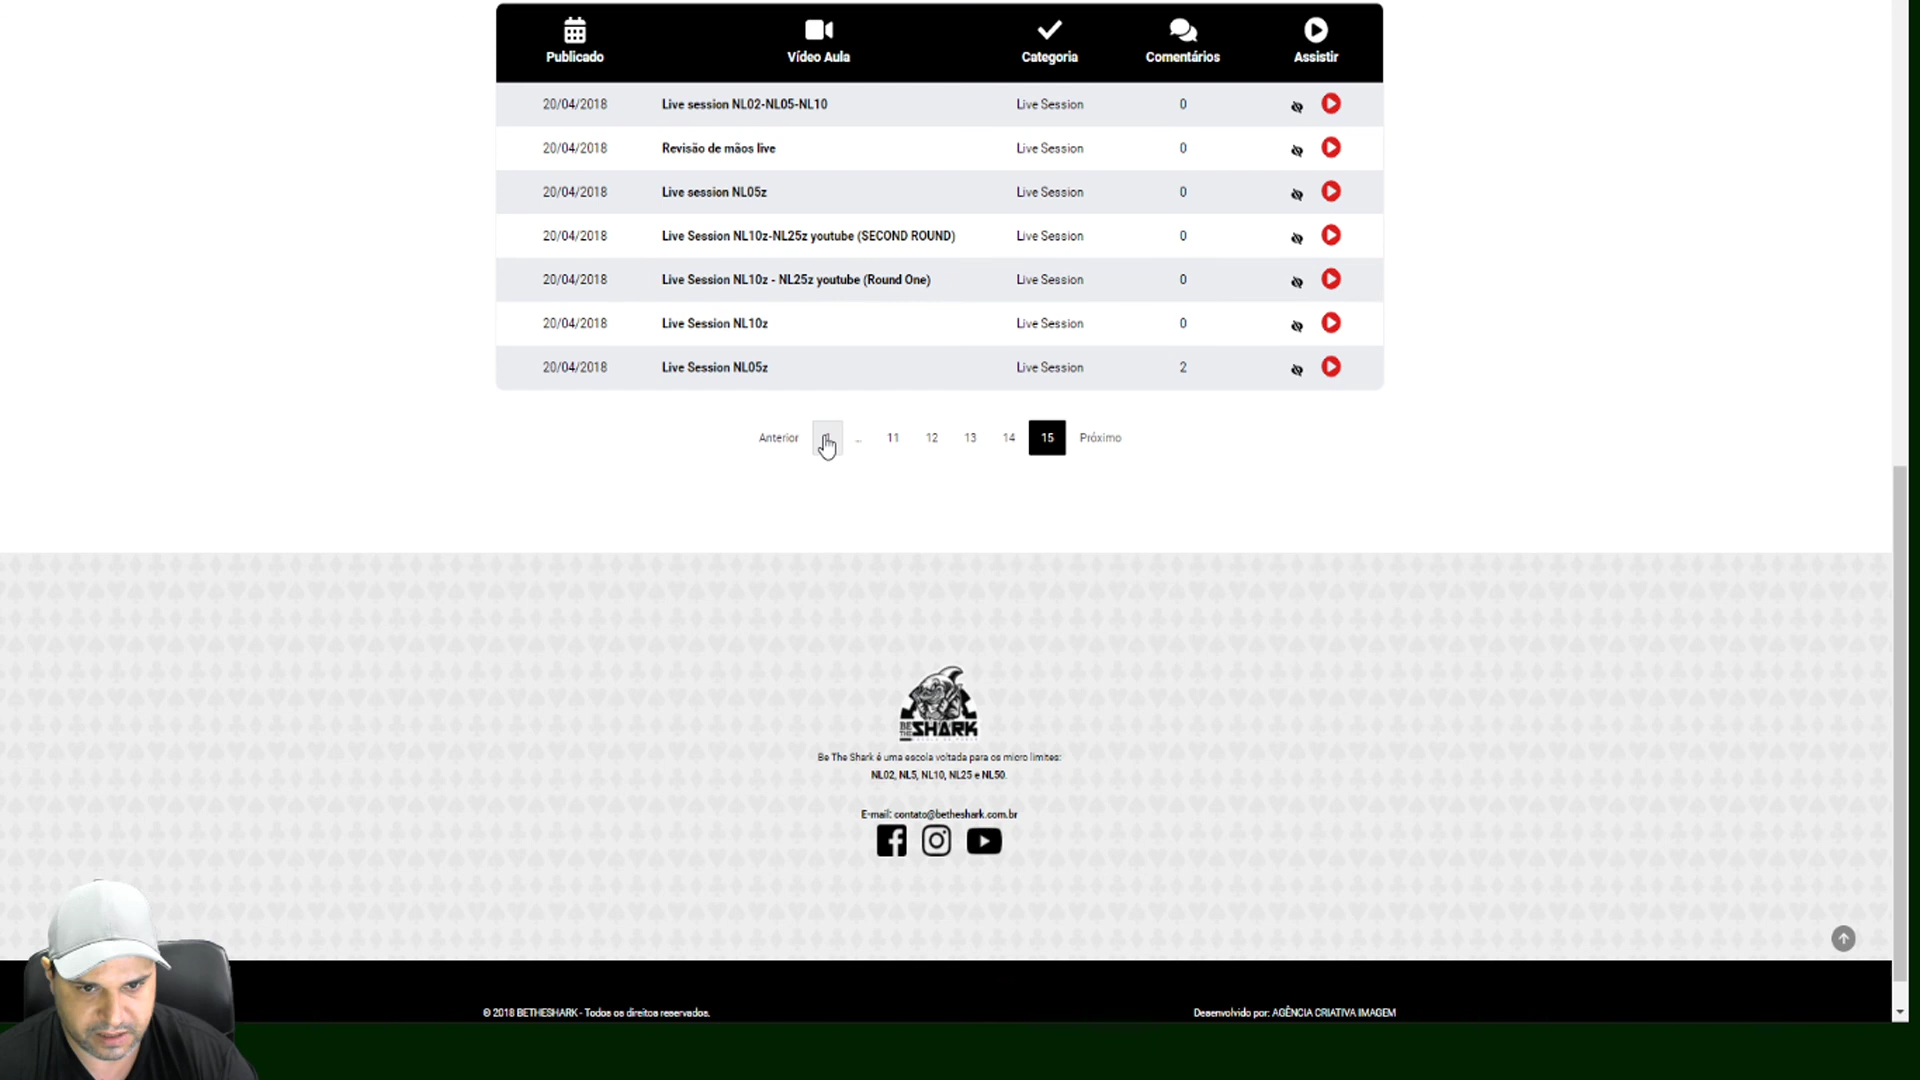 Publicado Vídeo Aula Categoria Comentários Assistir
20/04/2018 Live session NL02-NL05-NL10 Live Session 0
20/04/2018 Revisão de mãos live Live Session 0
20/04/2018 Live session NL05z Live Session 0
20/04/2018 Live Session NL10z-NL25z youtube (SECOND ROUND) Live Session 0
20/04/2018 Live Session NL10z - NL25z youtube (Round One) Live Session 0
20/04/2018 Live Session NL10z Live Session 0
20/04/2018 Live Session NL05z Live Session 2
Anterior ... 11 12 13 14 15 Próximo
BE THE SHARK
Be The Shark é uma escola voltada para os micro limites:
NL02, NL5, NL10, NL25 e NL50.
E-mail: contato@betheshark.com.br
© 2018 BETHESHARK - Todos os direitos reservados. Desenvolvido por: AGÊNCIA CRIATIVA IMAGEM